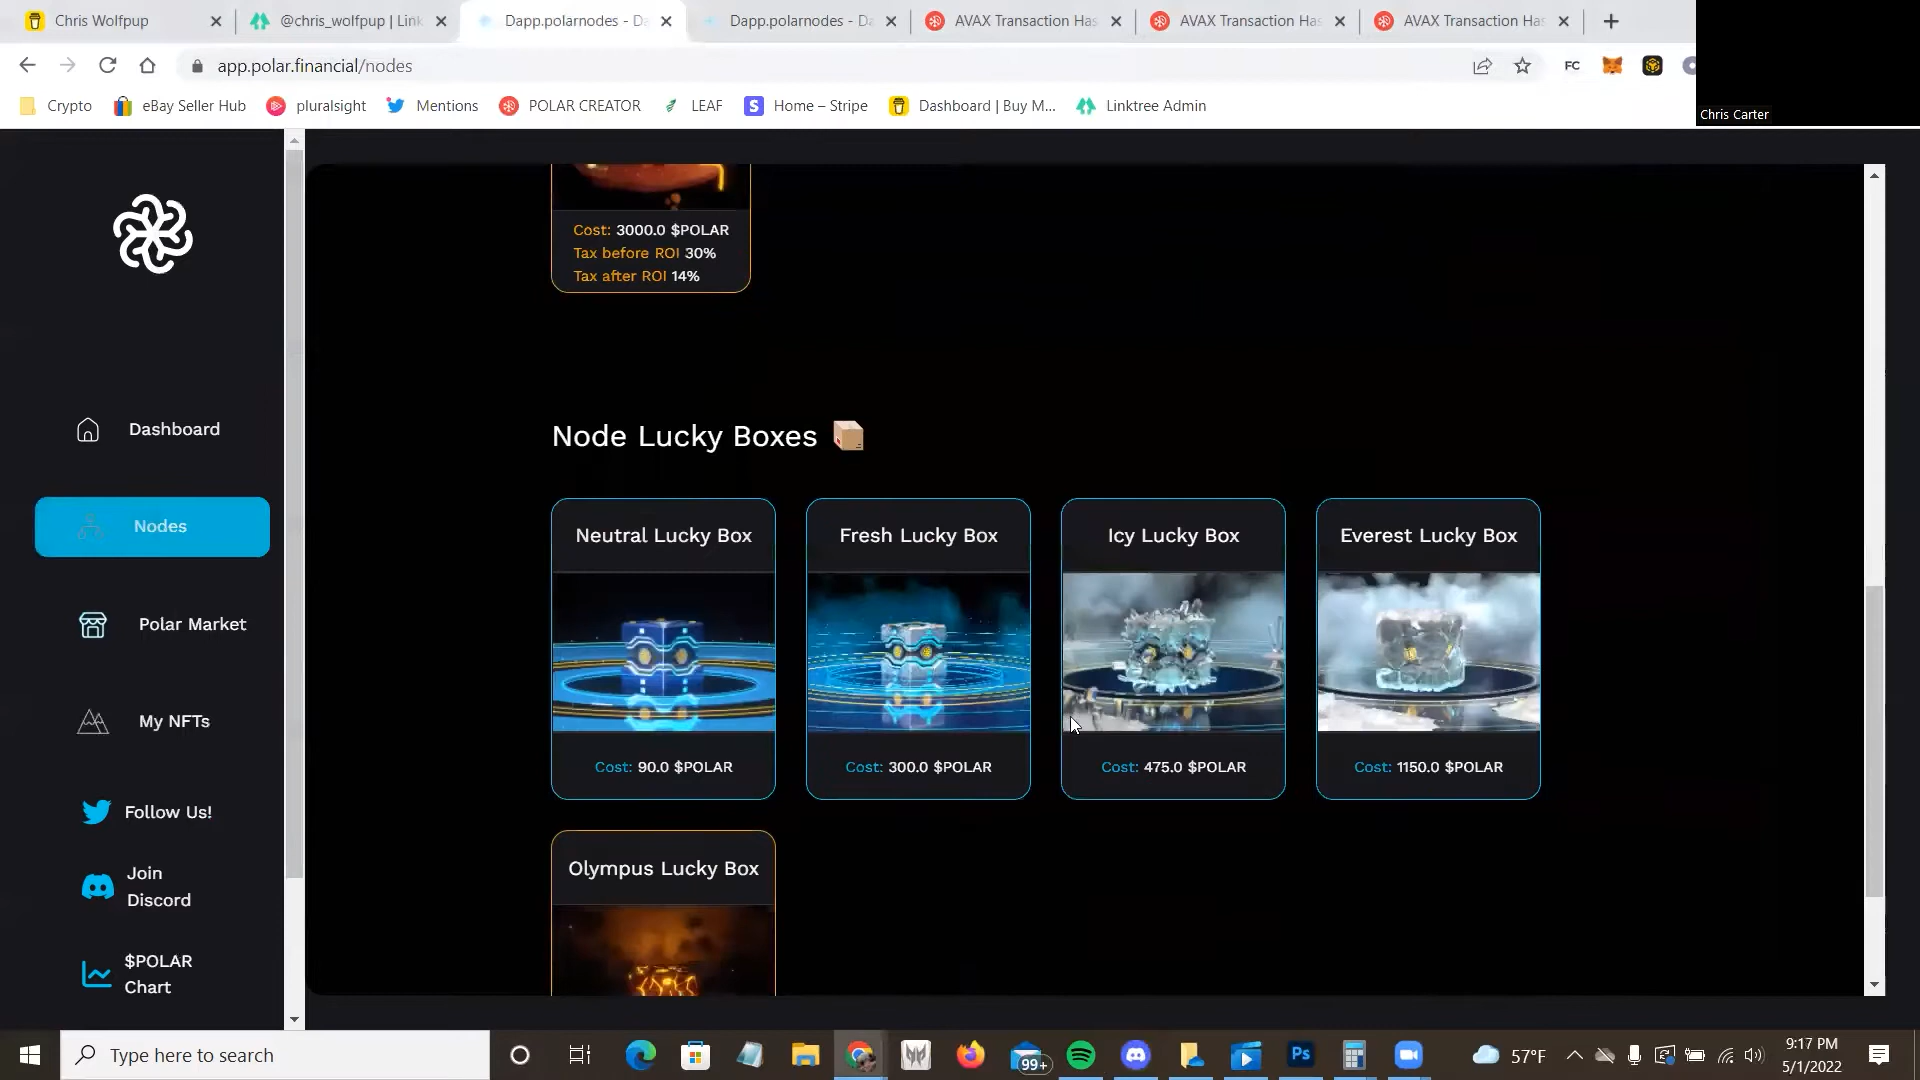 Chris Wolfpup
@chris_wolfpup | Link
Dapp.polarnodes - Da
Dapp.polarnodes - Da
AVAX Transaction Has
AVAX Transaction Has
AVAX Transaction Has
app.polar.financial/nodes
FC
Chris Carter
Crypto
eBay Seller Hub
pluralsight
Mentions
POLAR CREATOR
LEAF
Home – Stripe
Dashboard | Buy M...
Linktree Admin
Dashboard
Nodes
Polar Market
My NFTs
Follow Us!
Join
Discord
$POLAR
Chart
Cost: 3000.0 $POLAR
Tax before ROI 30%
Tax after ROI 14%
Node Lucky Boxes
Neutral Lucky Box
Fresh Lucky Box
Icy Lucky Box
Everest Lucky Box
Cost: 90.0 $POLAR
Cost: 300.0 $POLAR
Cost: 475.0 $POLAR
Cost: 1150.0 $POLAR
Olympus Lucky Box
Type here to search
99+
Ps
57°F
9:17 PM
5/1/2022